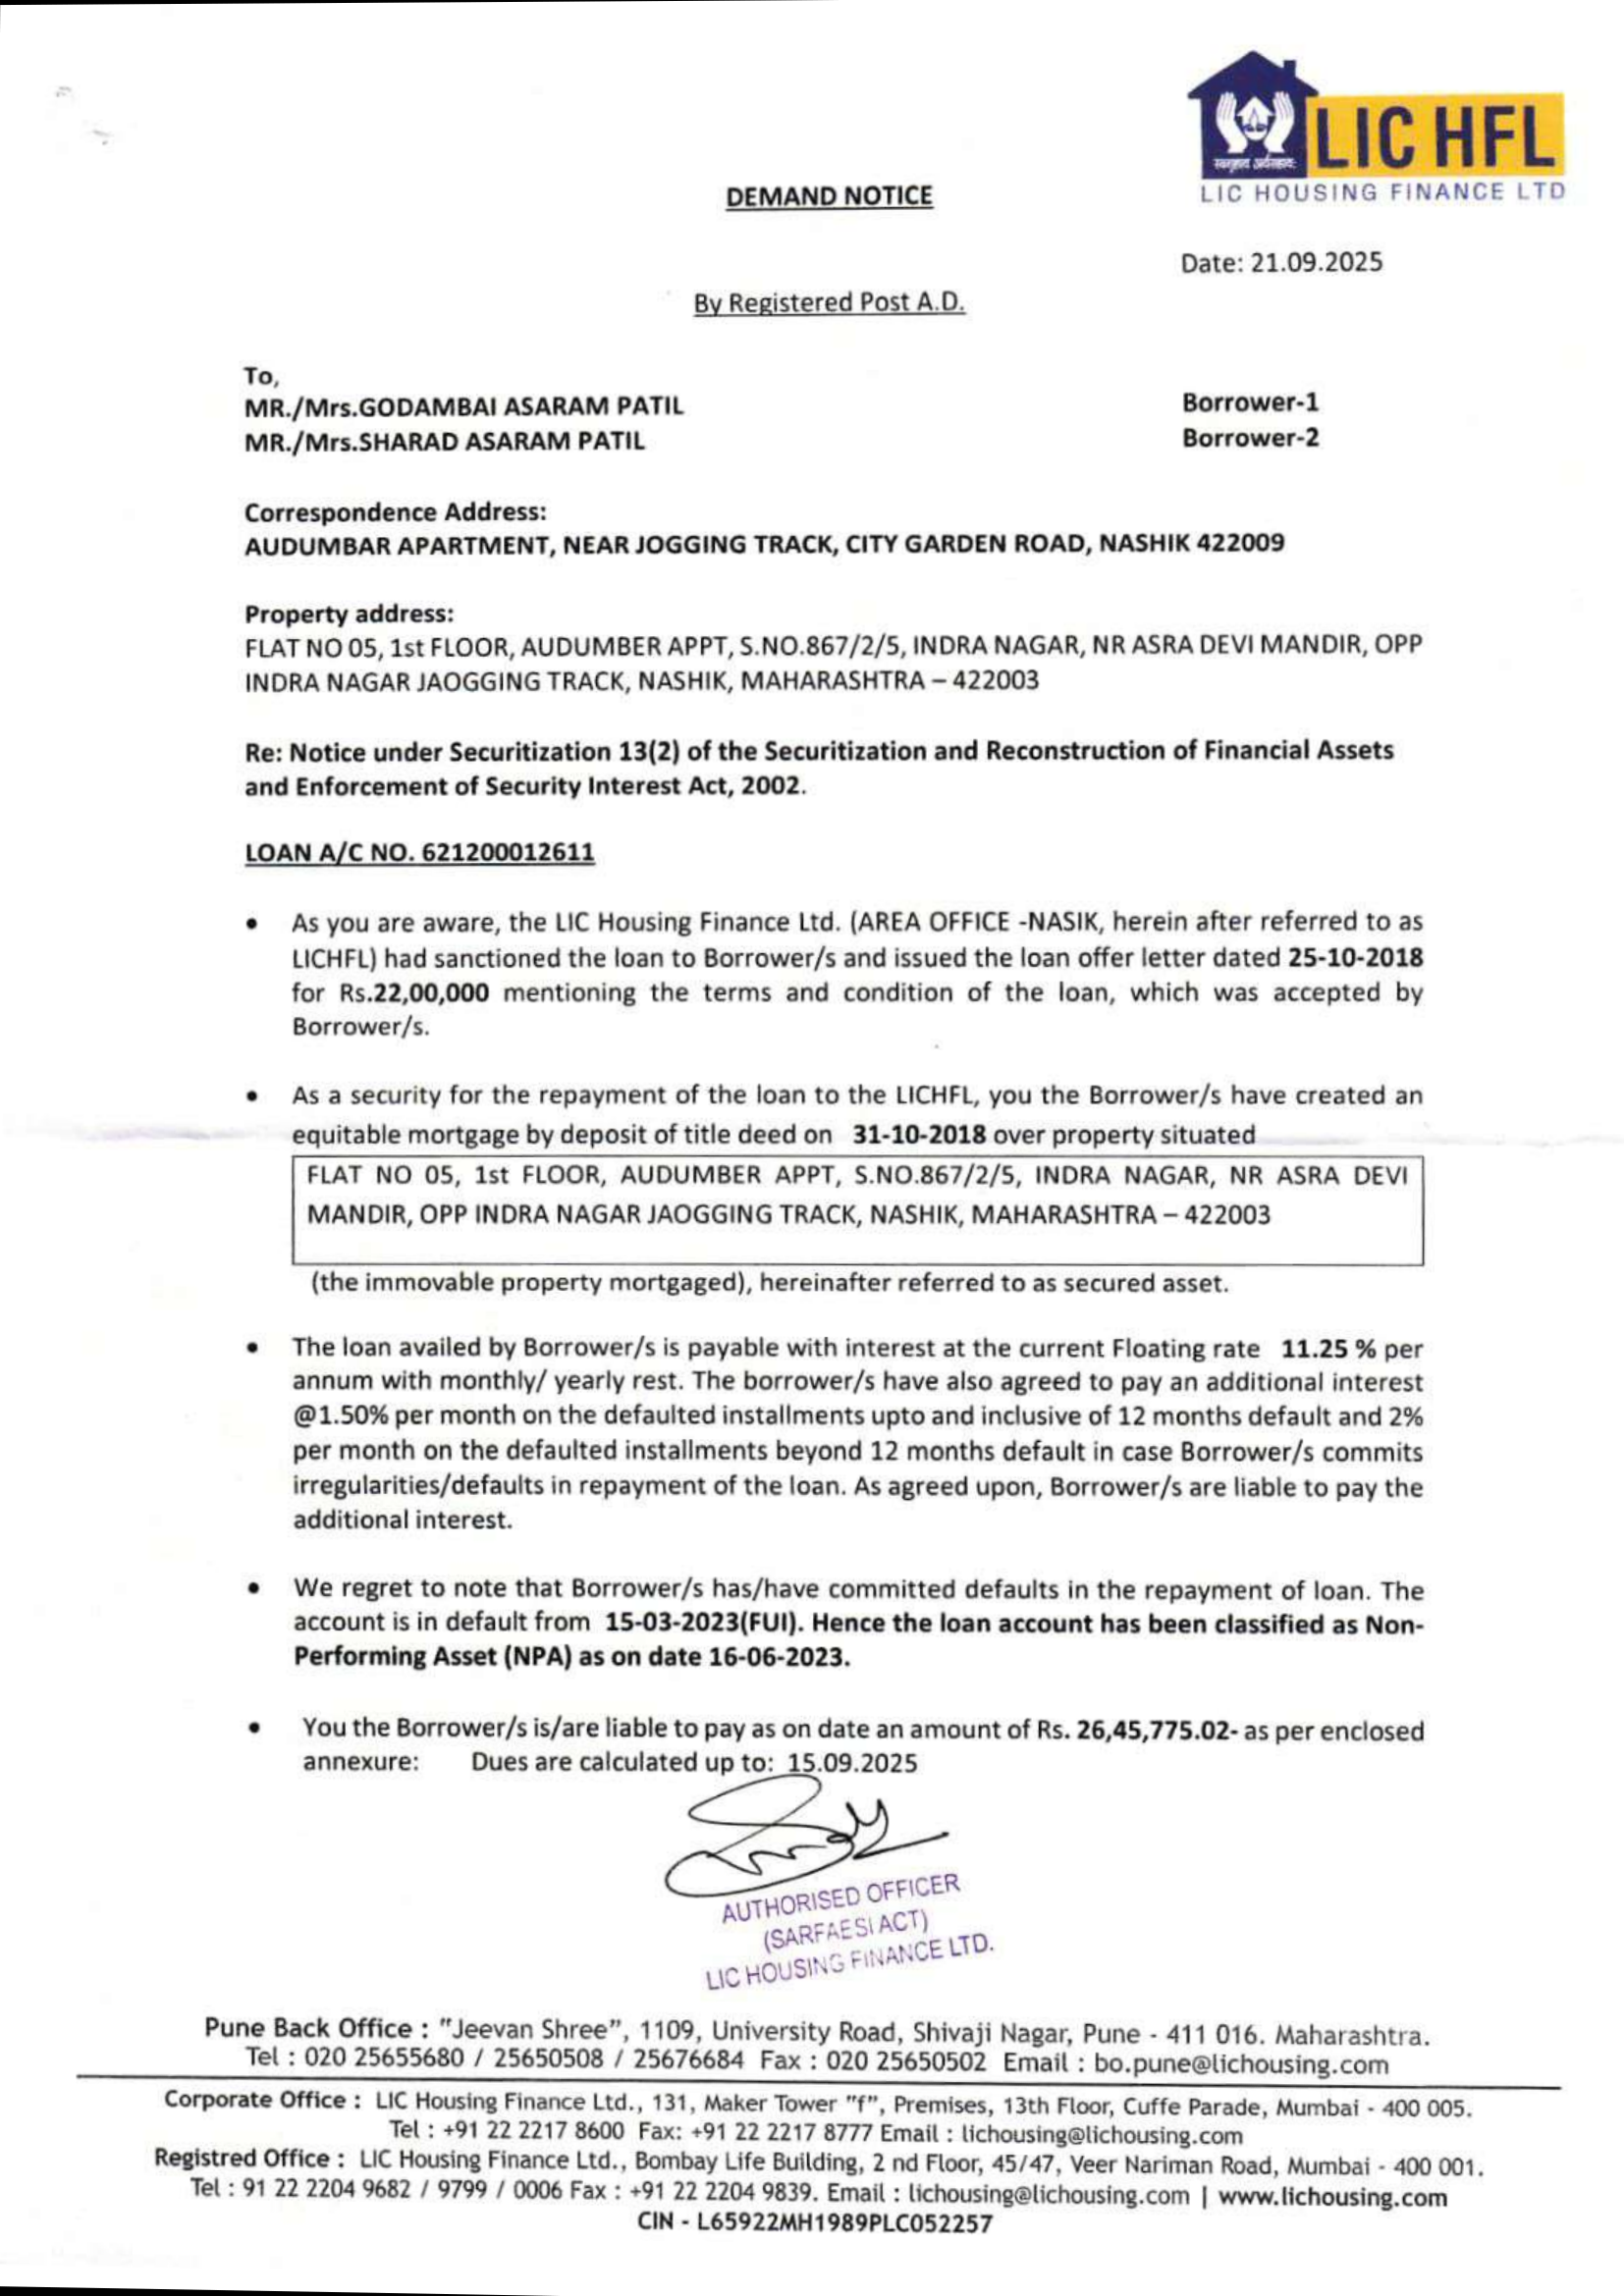 LIC HFL
LIC HOUSING FINANCE LTD
DEMAND NOTICE
Date: 21.09.2025
By Registered Post A.D.
To,
MR./Mrs.GODAMBAI ASARAM PATIL Borrower-1
MR./Mrs.SHARAD ASARAM PATIL Borrower-2
Correspondence Address:
AUDUMBAR APARTMENT, NEAR JOGGING TRACK, CITY GARDEN ROAD, NASHIK 422009
Property address:
FLAT NO 05, 1st FLOOR, AUDUMBER APPT, S.NO.867/2/5, INDRA NAGAR, NR ASRA DEVI MANDIR, OPP
INDRA NAGAR JAOGGING TRACK, NASHIK, MAHARASHTRA – 422003
Re: Notice under Securitization 13(2) of the Securitization and Reconstruction of Financial Assets
and Enforcement of Security Interest Act, 2002.
LOAN A/C NO. 621200012611
• As you are aware, the LIC Housing Finance Ltd. (AREA OFFICE -NASIK, herein after referred to as
LICHFL) had sanctioned the loan to Borrower/s and issued the loan offer letter dated 25-10-2018
for Rs.22,00,000 mentioning the terms and condition of the loan, which was accepted by
Borrower/s.
• As a security for the repayment of the loan to the LICHFL, you the Borrower/s have created an
equitable mortgage by deposit of title deed on 31-10-2018 over property situated
FLAT NO 05, 1st FLOOR, AUDUMBER APPT, S.NO.867/2/5, INDRA NAGAR, NR ASRA DEVI
MANDIR, OPP INDRA NAGAR JAOGGING TRACK, NASHIK, MAHARASHTRA – 422003
(the immovable property mortgaged), hereinafter referred to as secured asset.
• The loan availed by Borrower/s is payable with interest at the current Floating rate 11.25 % per
annum with monthly/ yearly rest. The borrower/s have also agreed to pay an additional interest
@1.50% per month on the defaulted installments upto and inclusive of 12 months default and 2%
per month on the defaulted installments beyond 12 months default in case Borrower/s commits
irregularities/defaults in repayment of the loan. As agreed upon, Borrower/s are liable to pay the
additional interest.
• We regret to note that Borrower/s has/have committed defaults in the repayment of loan. The
account is in default from 15-03-2023(FUI). Hence the loan account has been classified as Non-
Performing Asset (NPA) as on date 16-06-2023.
• You the Borrower/s is/are liable to pay as on date an amount of Rs. 26,45,775.02- as per enclosed
annexure: Dues are calculated up to: 15.09.2025
AUTHORISED OFFICER
(SARFAESI ACT)
LIC HOUSING FINANCE LTD.
Pune Back Office : "Jeevan Shree", 1109, University Road, Shivaji Nagar, Pune - 411 016. Maharashtra.
Tel : 020 25655680 / 25650508 / 25676684 Fax : 020 25650502 Email : bo.pune@lichousing.com
Corporate Office : LIC Housing Finance Ltd., 131, Maker Tower "f", Premises, 13th Floor, Cuffe Parade, Mumbai - 400 005.
Tel : +91 22 2217 8600 Fax: +91 22 2217 8777 Email : lichousing@lichousing.com
Registred Office : LIC Housing Finance Ltd., Bombay Life Building, 2 nd Floor, 45/47, Veer Nariman Road, Mumbai - 400 001.
Tel : 91 22 2204 9682 / 9799 / 0006 Fax : +91 22 2204 9839. Email : lichousing@lichousing.com | www.lichousing.com
CIN - L65922MH1989PLC052257